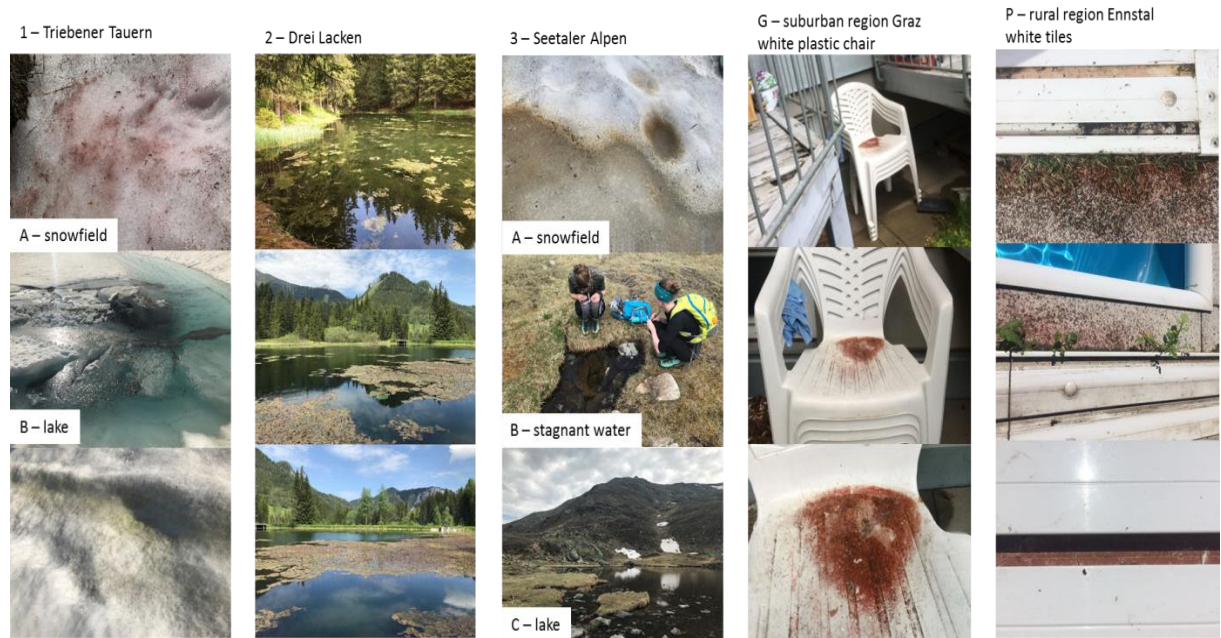 1 – Triebener Tauern
A – snowfield
B – lake
2 – Drei Lacken
3 – Seetaler Alpen
A – snowfield
B – stagnant water
C – lake
G – suburban region Graz
white plastic chair
P – rural region Ennstal
white tiles